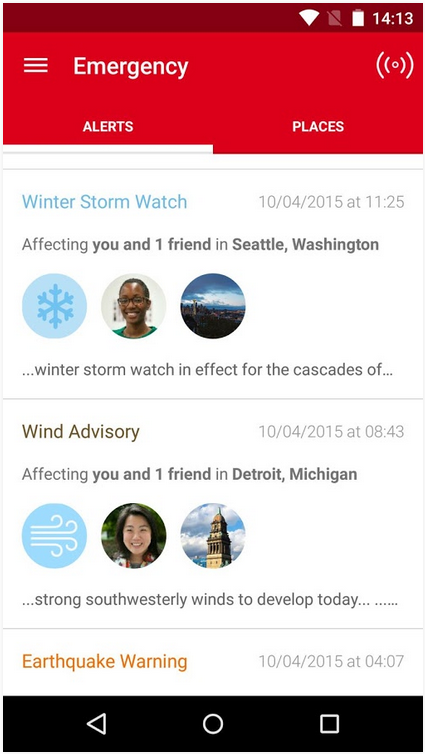 14:13
Emergency
ALERTS PLACES
Winter Storm Watch 10/04/2015 at 11:25
Affecting you and 1 friend in Seattle, Washington
...winter storm watch in effect for the cascades of...
Wind Advisory 10/04/2015 at 08:43
Affecting you and 1 friend in Detroit, Michigan
...strong southwesterly winds to develop today... ......
Earthquake Warning 10/04/2015 at 04:07